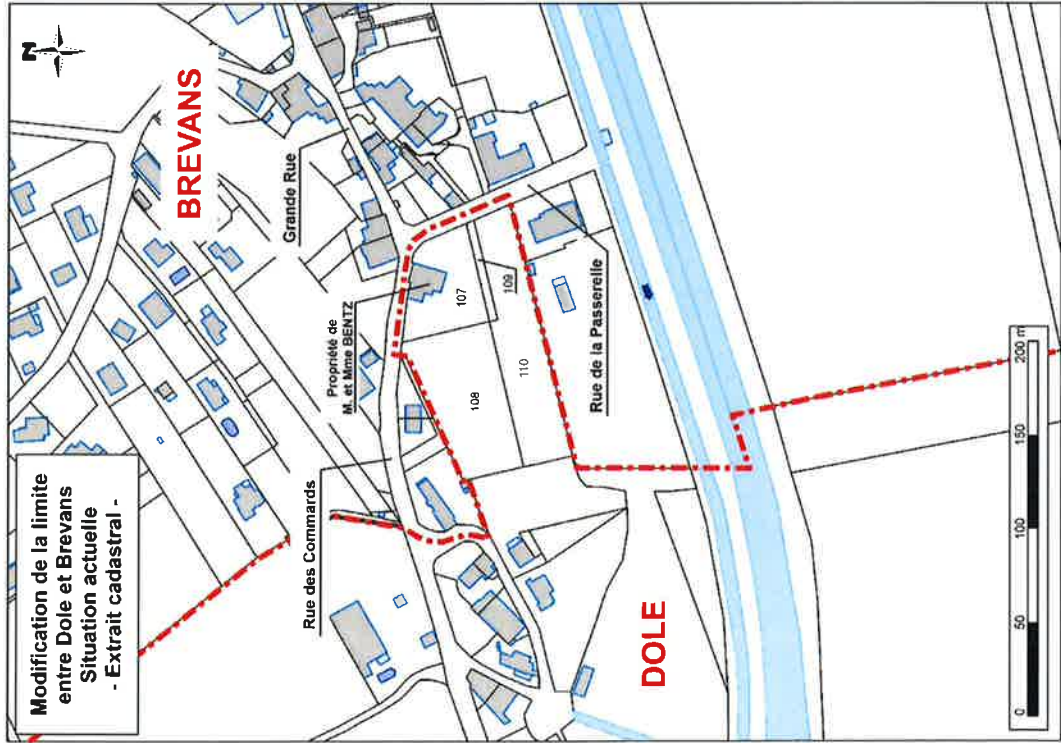 Modification de la limite
entre Dole et Brevans
Situation actuelle
- Extrait cadastral -
N
BREVANS
Grande Rue
Propriété de
M. et Mme BENTZ
Rue des Commards
107
109
108
110
Rue de la Passerelle
DOLE
0 50 100 150 200 m